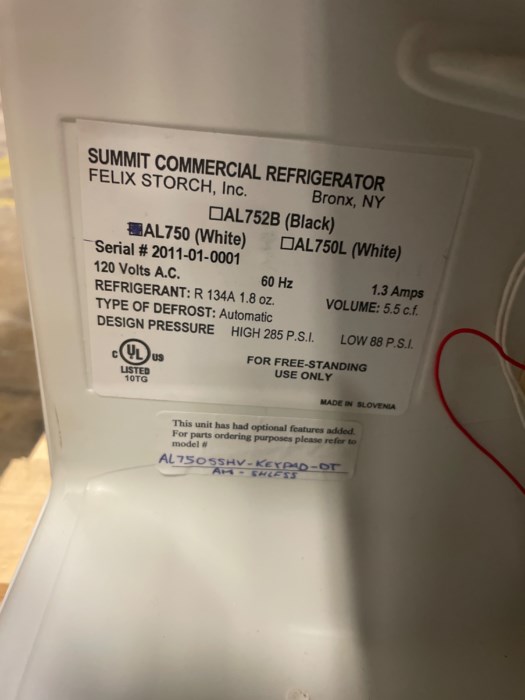 SUMMIT COMMERCIAL REFRIGERATOR
FELIX STORCH, Inc. Bronx, NY
☐AL752B (Black)
AL750 (White) ☐AL750L (White)
Serial # 2011-01-0001
120 Volts A.C. 60 Hz 1.3 Amps
REFRIGERANT: R 134A 1.8 oz. VOLUME: 5.5 c.f.
TYPE OF DEFROST: Automatic
DESIGN PRESSURE HIGH 285 P.S.I. LOW 88 P.S.I.
c UL US
LISTED
10TG
FOR FREE-STANDING
USE ONLY
MADE IN SLOVENIA
This unit has had optional features added.
For parts ordering purposes please refer to
model #
AL750SSHV-KEYPAD-DT
AM-SHLFSS